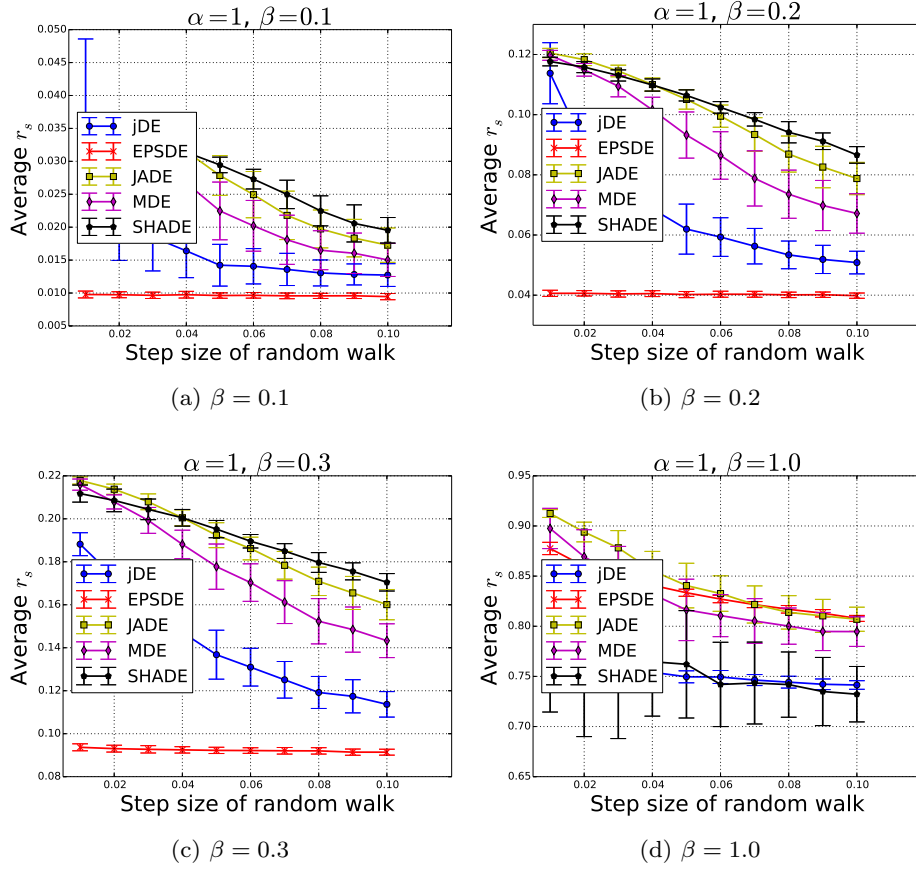 α=1, β=0.1
0.050
0.045
0.040
0.035
0.030
0.025
0.020
0.015
0.010
0.005
Average r_s
jDE
EPSDE
JADE
MDE
SHADE
0.02 0.04 0.06 0.08 0.10
Step size of random walk
(a) β = 0.1
α=1, β=0.2
0.12
0.10
0.08
0.06
0.04
Average r_s
jDE
EPSDE
JADE
MDE
SHADE
0.02 0.04 0.06 0.08 0.10
Step size of random walk
(b) β = 0.2
α=1, β=0.3
0.22
0.20
0.18
0.16
0.14
0.12
0.10
0.08
Average r_s
jDE
EPSDE
JADE
MDE
SHADE
0.02 0.04 0.06 0.08 0.10
Step size of random walk
(c) β = 0.3
α=1, β=1.0
0.95
0.90
0.85
0.80
0.75
0.70
0.65
Average r_s
jDE
EPSDE
JADE
MDE
SHADE
0.02 0.04 0.06 0.08 0.10
Step size of random walk
(d) β = 1.0